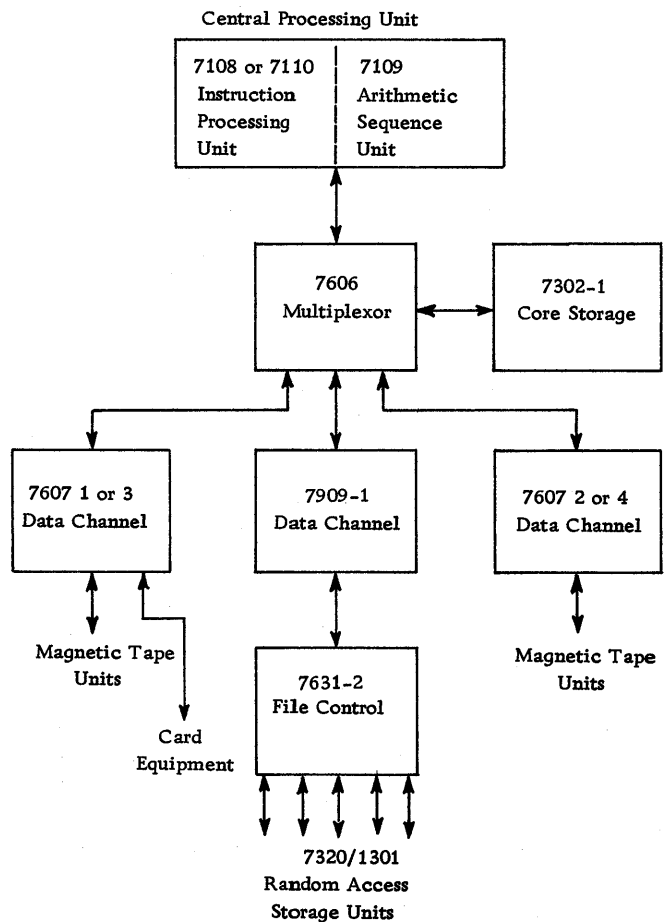 Central Processing Unit
7108 or 7110
Instruction
Processing
Unit
7109
Arithmetic
Sequence
Unit
7606
Multiplexor
7302-1
Core Storage
7607 1 or 3
Data Channel
7909-1
Data Channel
7607 2 or 4
Data Channel
Magnetic Tape
Units
Card
Equipment
7631-2
File Control
Magnetic Tape
Units
7320/1301
Random Access
Storage Units